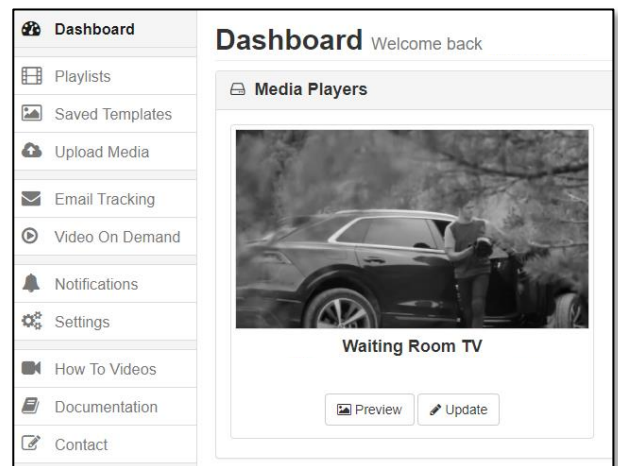 Dashboard
Playlists
Saved Templates
Upload Media
Email Tracking
Video On Demand
Notifications
Settings
How To Videos
Documentation
Contact
Dashboard Welcome back
Media Players
Waiting Room TV
Preview Update